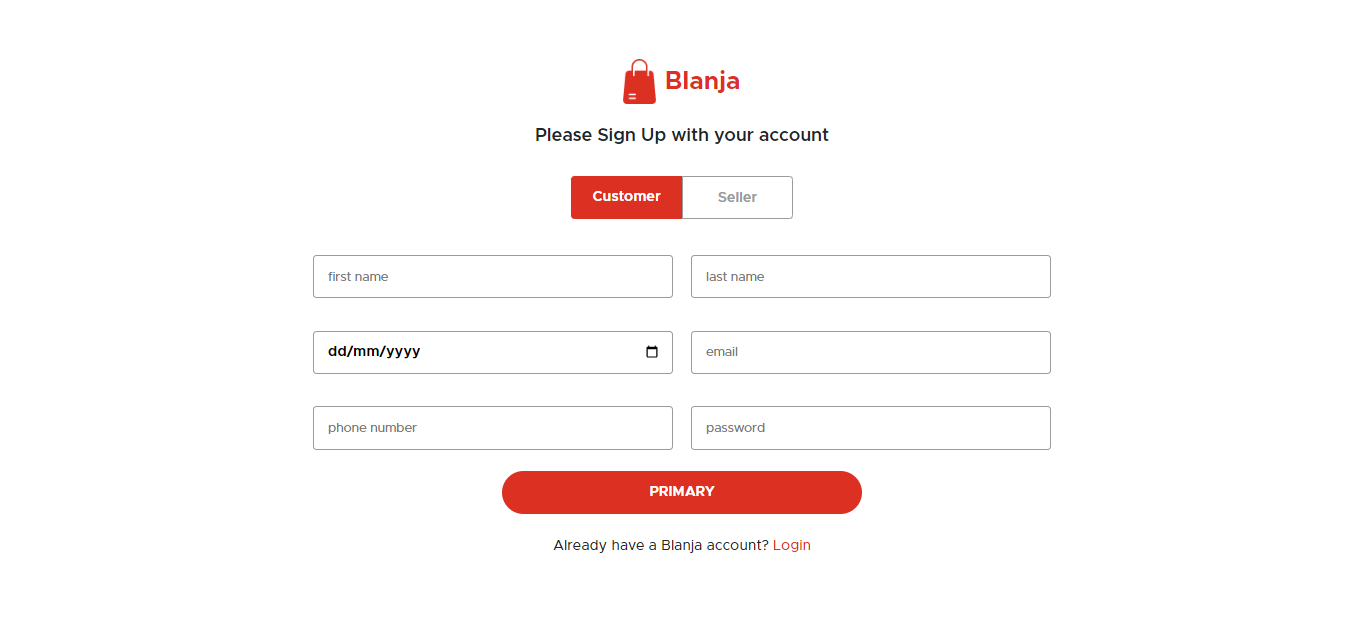 Blanja
Please Sign Up with your account
Customer Seller
first name last name
dd/mm/yyyy email
phone number password
PRIMARY
Already have a Blanja account? Login